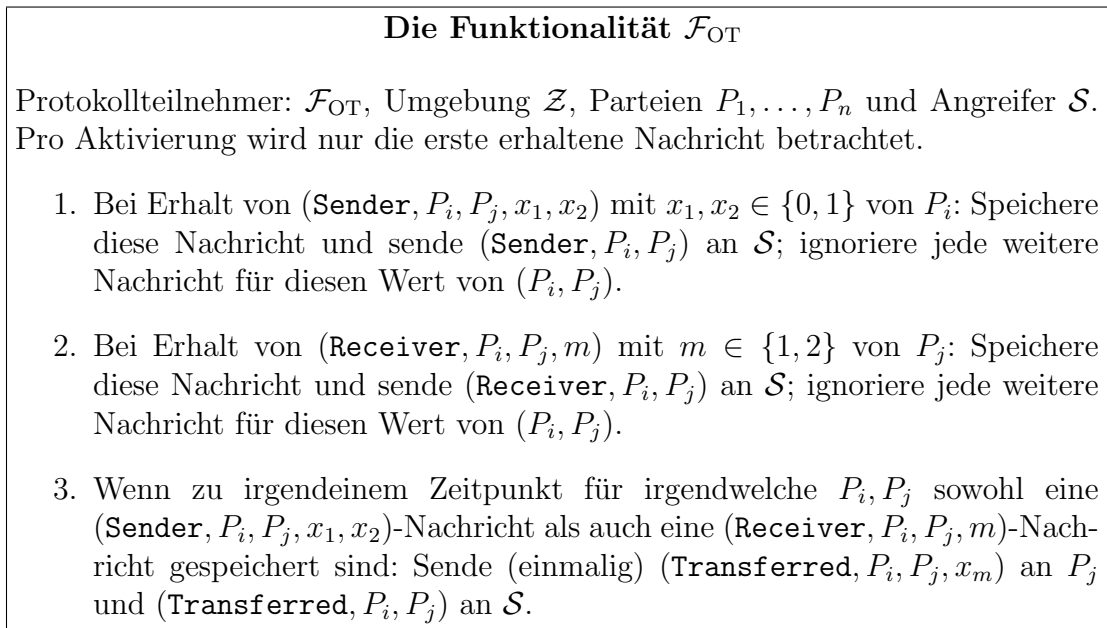 Die Funktionalität 𝓕_OT
Protokollteilnehmer: 𝓕_OT, Umgebung 𝒵, Parteien P_1, . . . , P_n und Angreifer 𝒮.
Pro Aktivierung wird nur die erste erhaltene Nachricht betrachtet.
1. Bei Erhalt von (Sender, P_i, P_j, x_1, x_2) mit x_1, x_2 ∈ {0, 1} von P_i: Speichere
diese Nachricht und sende (Sender, P_i, P_j) an 𝒮; ignoriere jede weitere
Nachricht für diesen Wert von (P_i, P_j).
2. Bei Erhalt von (Receiver, P_i, P_j, m) mit m ∈ {1, 2} von P_j: Speichere
diese Nachricht und sende (Receiver, P_i, P_j) an 𝒮; ignoriere jede weitere
Nachricht für diesen Wert von (P_i, P_j).
3. Wenn zu irgendeinem Zeitpunkt für irgendwelche P_i, P_j sowohl eine
(Sender, P_i, P_j, x_1, x_2)-Nachricht als auch eine (Receiver, P_i, P_j, m)-Nach-
richt gespeichert sind: Sende (einmalig) (Transferred, P_i, P_j, x_m) an P_j
und (Transferred, P_i, P_j) an 𝒮.